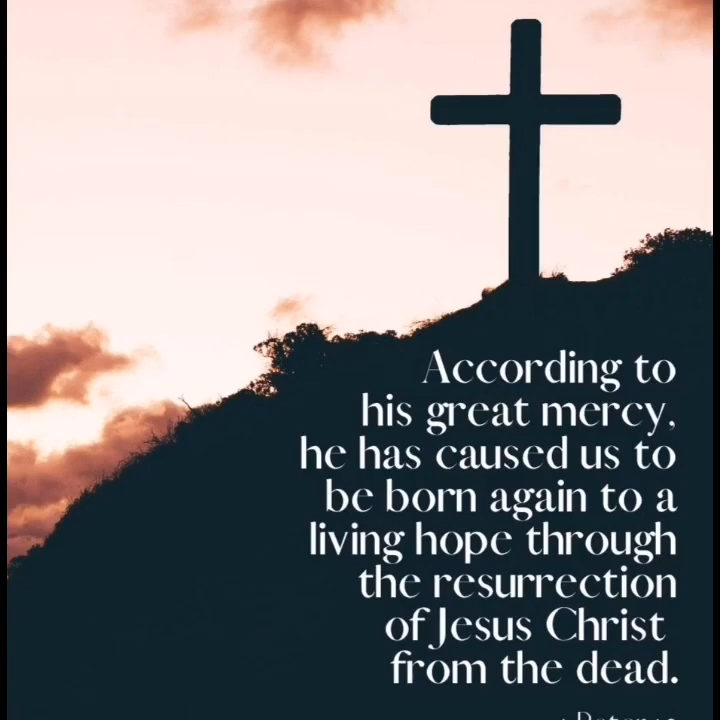 According to
his great mercy,
he has caused us to
be born again to a
living hope through
the resurrection
of Jesus Christ
from the dead.